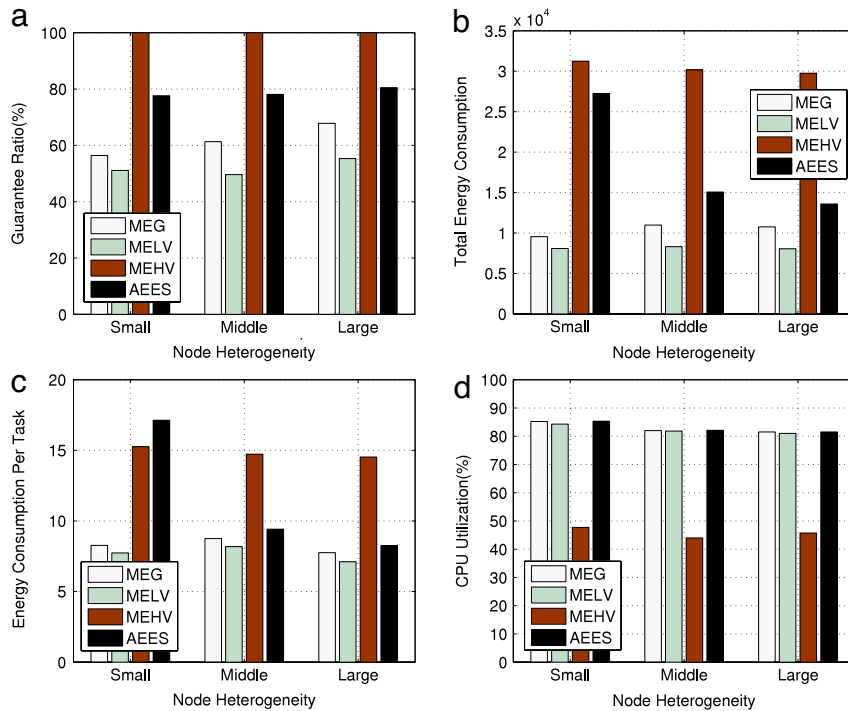 a
100
80
60
40
20
0
Guarantee Ratio(%)
MEG
MELV
MEHV
AEES
Small Middle Large
Node Heterogeneity
b
x 10⁴
3.5
3
2.5
2
1.5
1
0.5
0
Total Energy Consumption
MEG
MELV
MEHV
AEES
Small Middle Large
Node Heterogeneity
c
20
15
10
5
0
Energy Consumption Per Task
MEG
MELV
MEHV
AEES
Small Middle Large
Node Heterogeneity
d
100
90
80
70
60
50
40
30
20
10
0
CPU Utilization(%)
MEG
MELV
MEHV
AEES
Small Middle Large
Node Heterogeneity